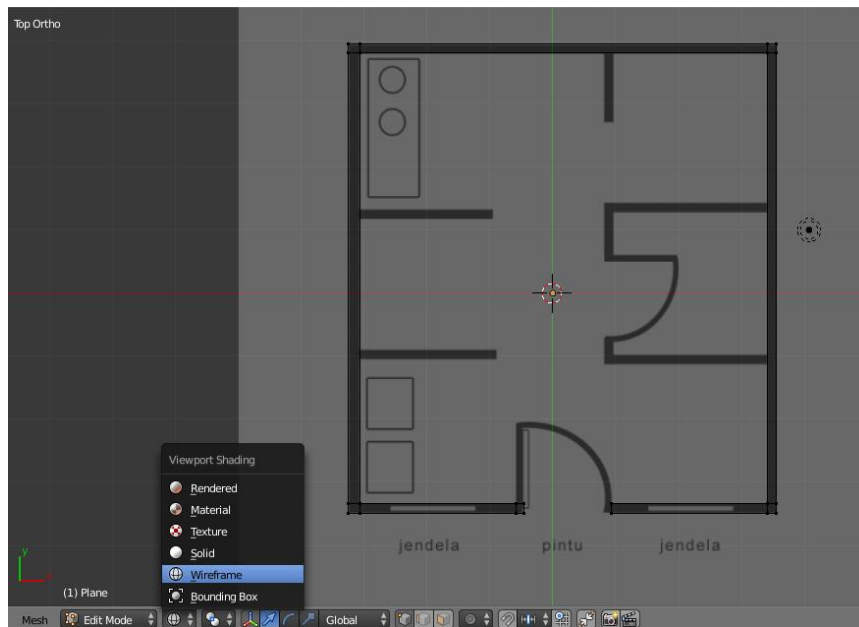 Top Ortho
jendela pintu jendela
Viewport Shading
Rendered
Material
Texture
Solid
Wireframe
Bounding Box
y
x
(1) Plane
Mesh Edit Mode Global